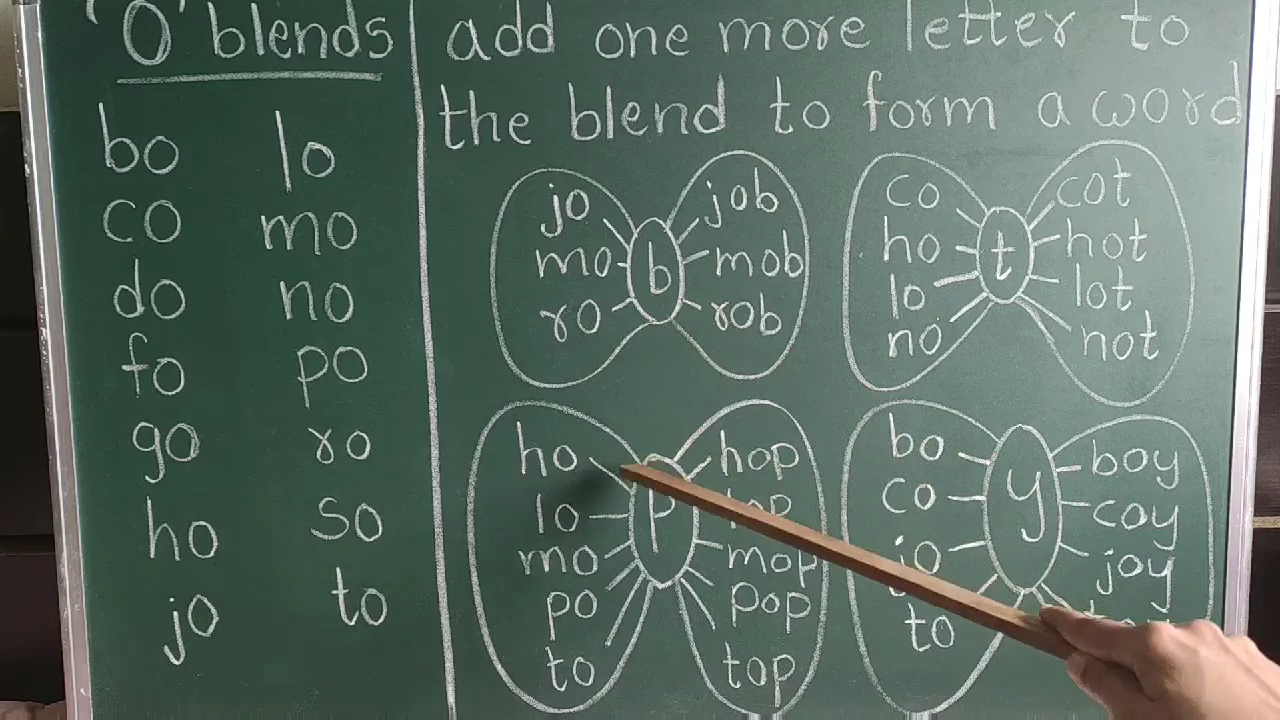 'O' blends
bo lo
co mo
do no
fo po
go ro
ho so
jo to
add one more letter to
the blend to form a word
jo job
mo b mob
ro rob
co cot
ho t hot
lo lot
no not
ho hop
lo p lop
mo mop
po pop
to top
bo boy
co y coy
jo joy
to toy